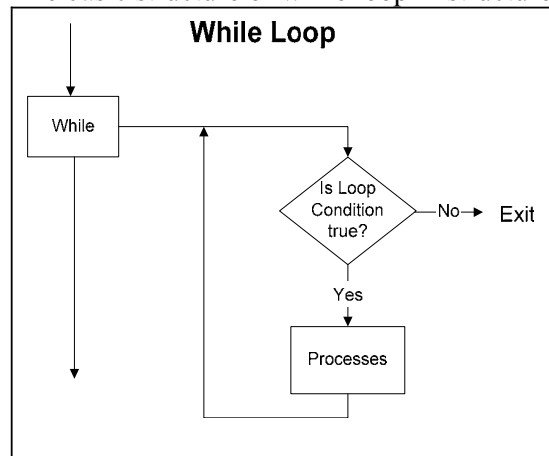 While Loop
While
Is Loop
Condition
true?
No
Exit
Yes
Processes